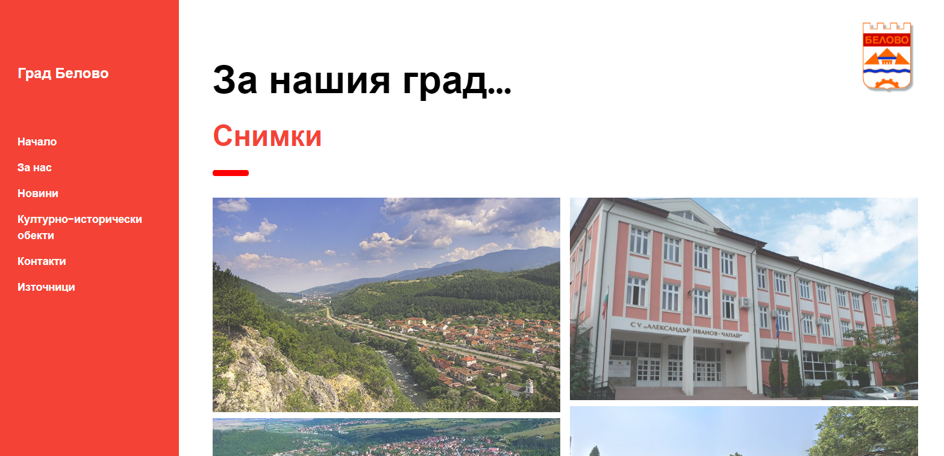 Град Белово
Начало
За нас
Новини
Културно-исторически
обекти
Контакти
Източници
За нашия град...
Снимки
БЕЛОВО
СУ „АЛЕКСАНДЪР ИВАНОВ-ЧАПАЙ"